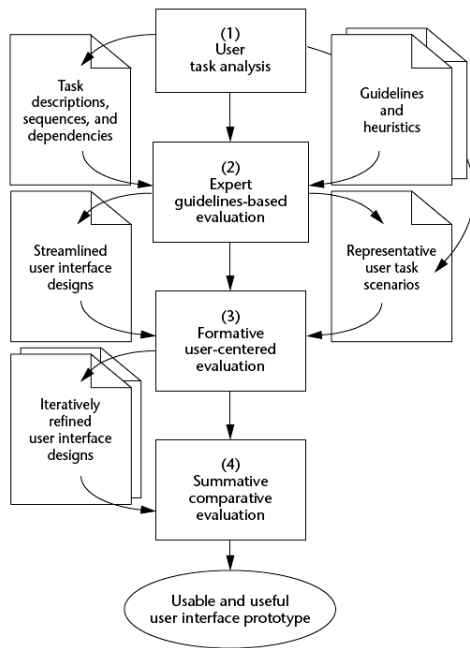 (1)
User
task analysis
Task
descriptions,
sequences, and
dependencies
Guidelines
and
heuristics
(2)
Expert
guidelines-based
evaluation
Streamlined
user interface
designs
Representative
user task
scenarios
(3)
Formative
user-centered
evaluation
Iteratively
refined
user interface
designs
(4)
Summative
comparative
evaluation
Usable and useful
user interface prototype